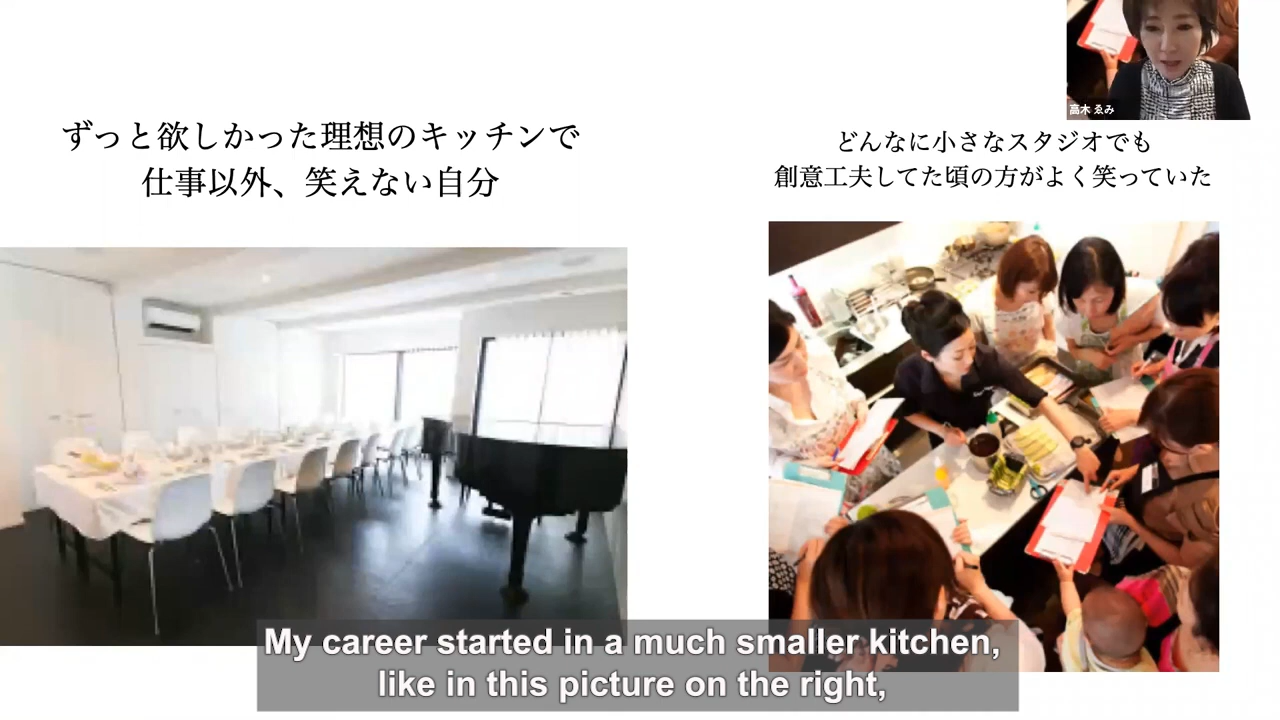 高木 ゑみ
ずっと欲しかった理想のキッチンで
仕事以外、笑えない自分
どんなに小さなスタジオでも
創意工夫してた頃の方がよく笑っていた
My career started in a much smaller kitchen,
like in this picture on the right,